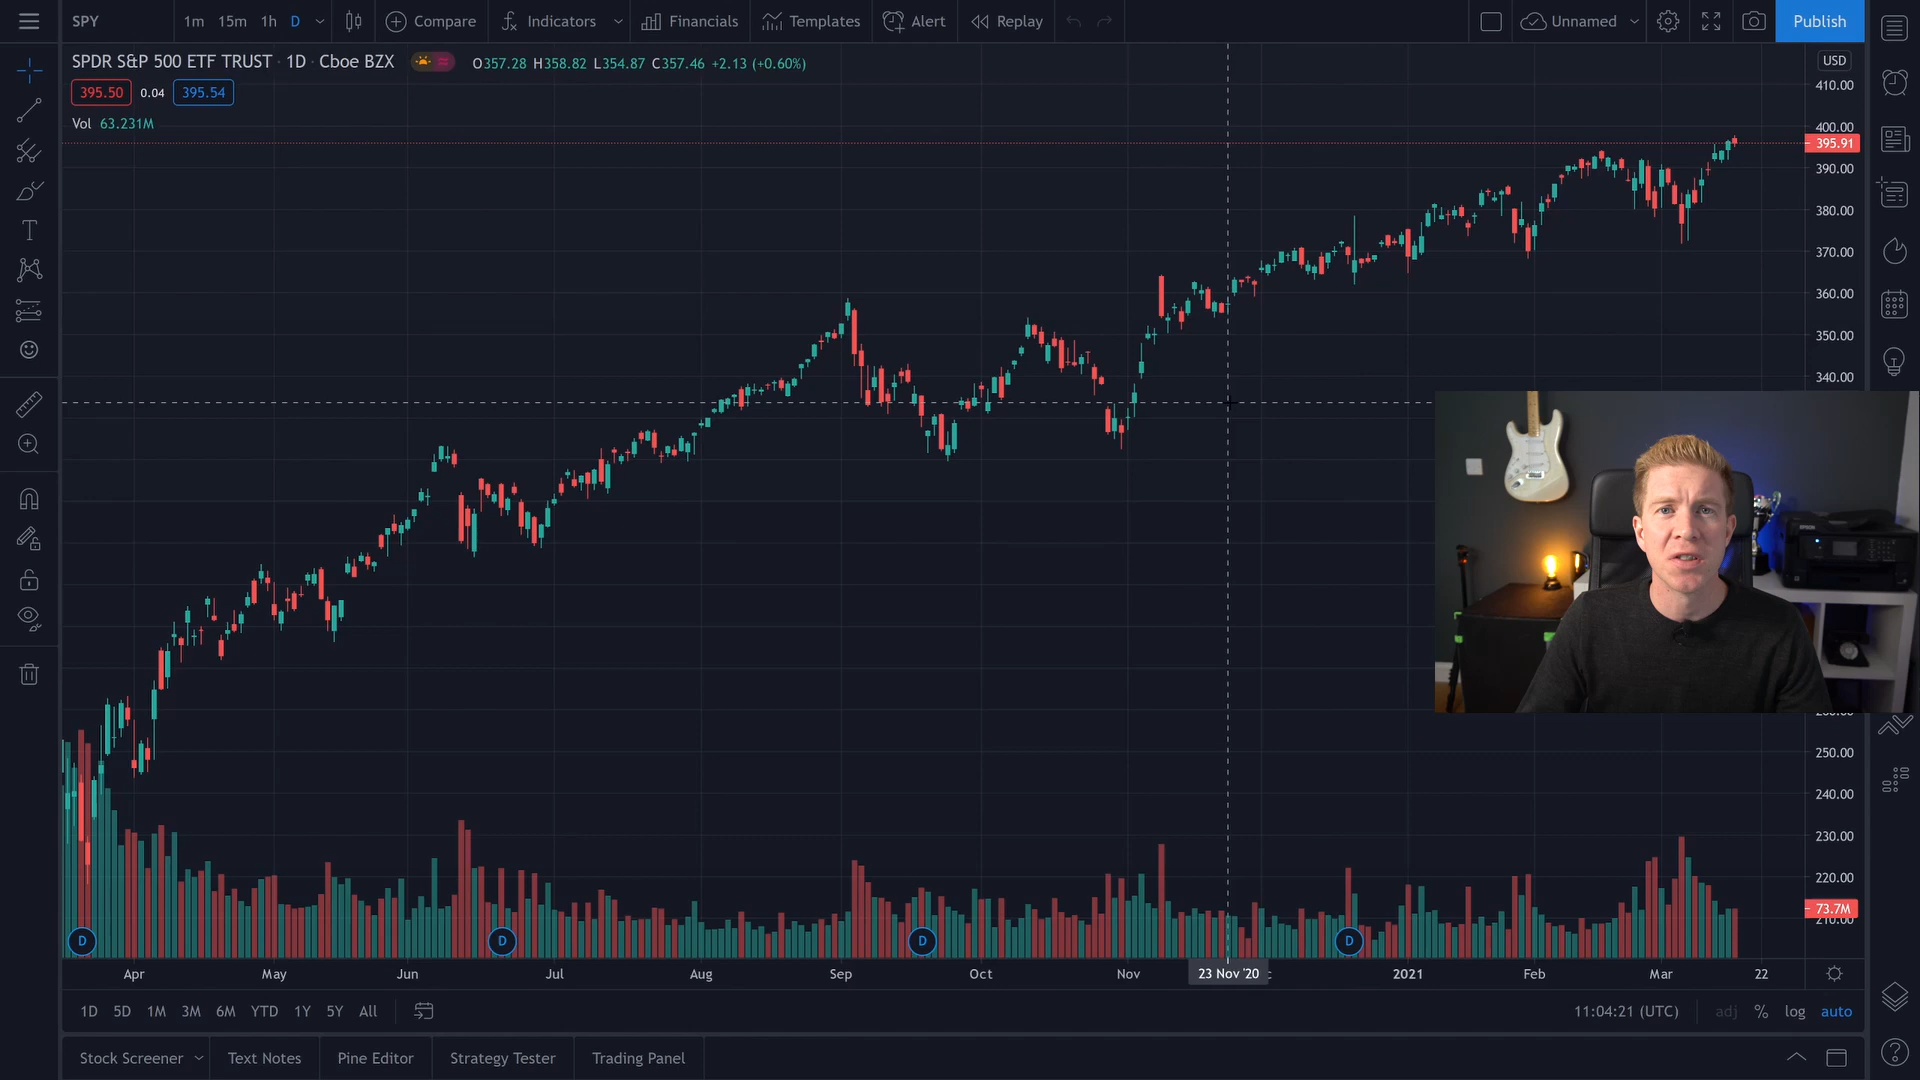 SPY 1m 15m 1h D Compare Indicators Financials Templates Alert Replay Unnamed Publish
SPDR S&P 500 ETF TRUST · 1D · Cboe BZX O357.28 H358.82 L354.87 C357.46 +2.13 (+0.60%)
USD
395.50 0.04 395.54
Vol 63.231M
410.00
400.00
395.91
390.00
380.00
370.00
360.00
350.00
340.00
EPSON
250.00
240.00
230.00
220.00
73.7M
210.00
D D D D
Apr May Jun Jul Aug Sep Oct Nov 23 Nov '20 2021 Feb Mar 22
1D 5D 1M 3M 6M YTD 1Y 5Y All 11:04:21 (UTC) adj % log auto
Stock Screener Text Notes Pine Editor Strategy Tester Trading Panel